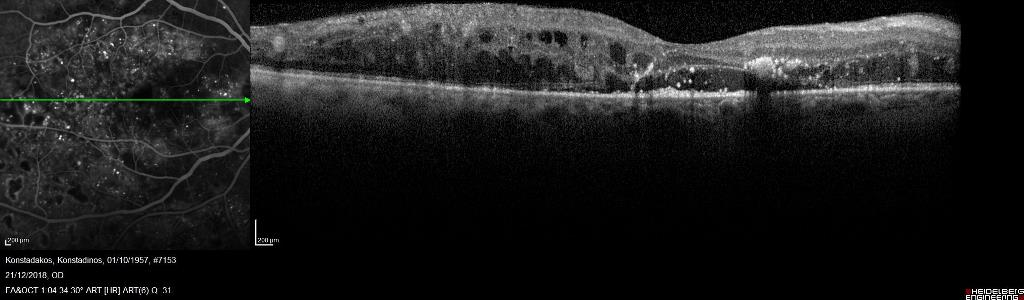 200 µm
200 µm
Konstadakos, Konstadinos, 01/10/1957, #7153
21/12/2018, OD
FA&OCT 1:04.34 30° ART [HR] ART(6) Q: 31
HEIDELBERG
ENGINEERING